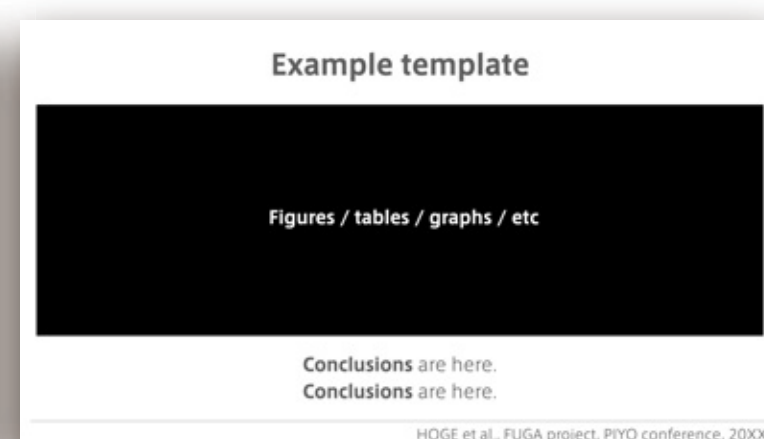 Example template
Figures / tables / graphs / etc
Conclusions are here.
Conclusions are here.
HOGE et al., FUGA project, PIYO conference, 20XX